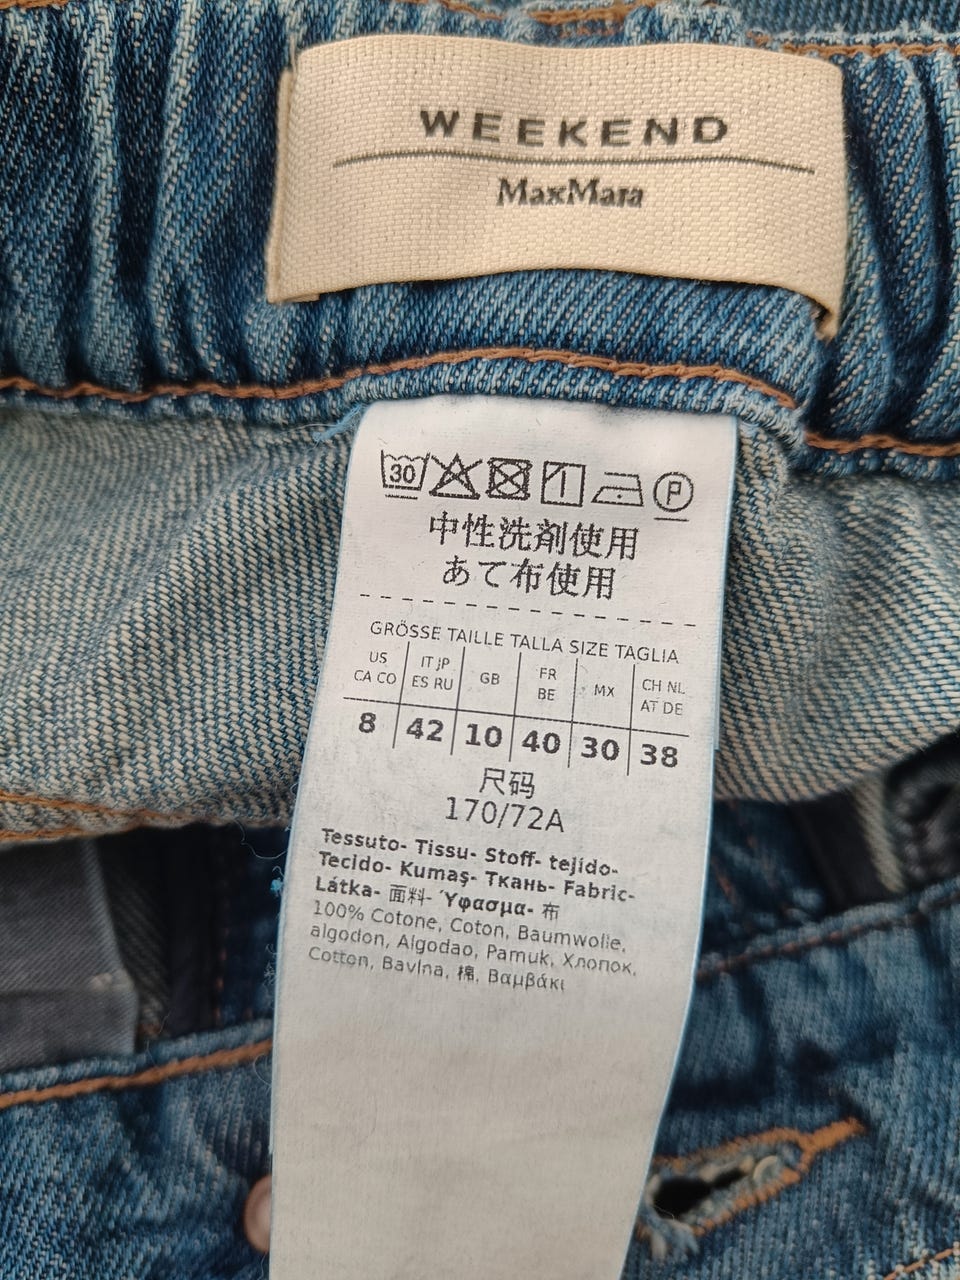 WEEKEND
MaxMara
30 P
中性洗剤使用
あて布使用
GRÖSSE TAILLE TALLA SIZE TAGLIA
US CA CO | IT JP ES RU | GB | FR BE | MX | CH NL AT DE
8 | 42 | 10 | 40 | 30 | 38
尺码
170/72A
Tessuto- Tissu- Stoff- tejido-
Tecido- Kumaş- Ткань- Fabric-
Látka- 面料- Ύφασμα- 布
100% Cotone, Coton, Baumwolle,
algodon, Algodao, Pamuk, Хлопок,
Cotton, Bavlna, 棉, Βαμβάκι